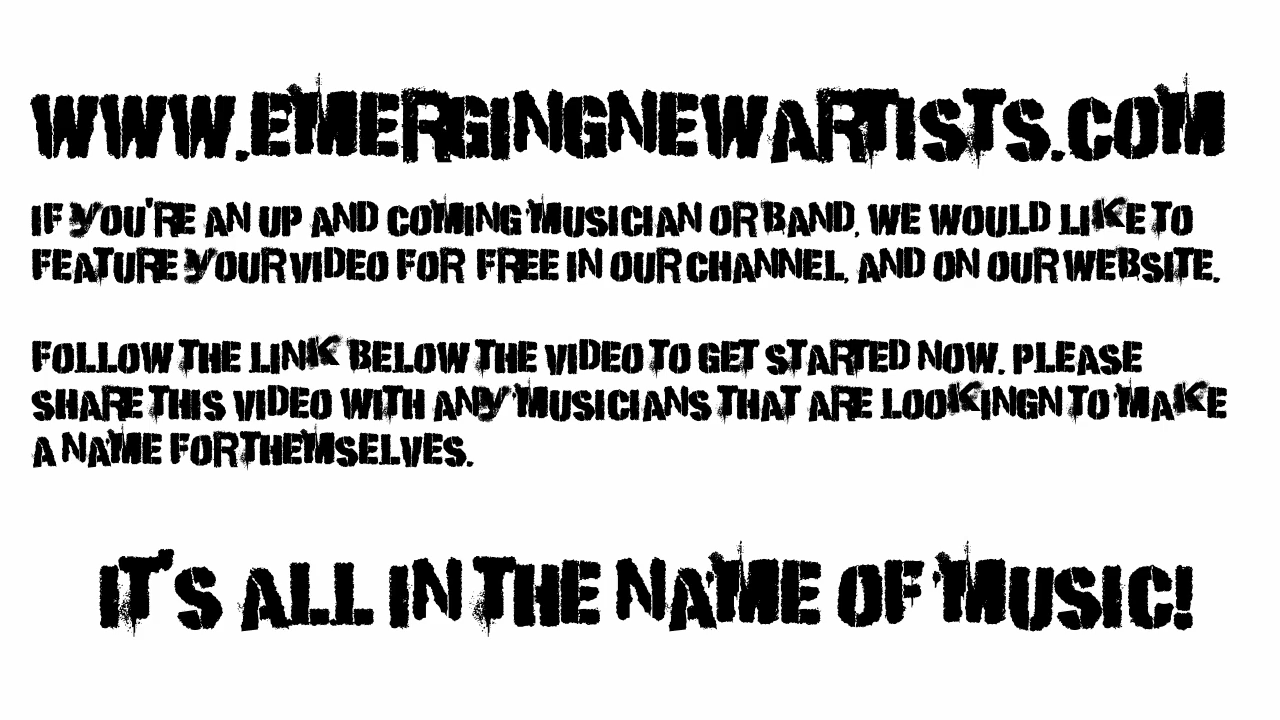 WWW.EMERGINGNEWARTISTS.COM
IF YOU'RE AN UP AND COMING MUSICIAN OR BAND, WE WOULD LIKE TO
FEATURE YOUR VIDEO FOR FREE IN OUR CHANNEL, AND ON OUR WEBSITE.
FOLLOW THE LINK BELOW THE VIDEO TO GET STARTED NOW. PLEASE
SHARE THIS VIDEO WITH ANY MUSICIANS THAT ARE LOOKINGN TO MAKE
A NAME FOR THEMSELVES.
IT'S ALL IN THE NAME OF MUSIC!